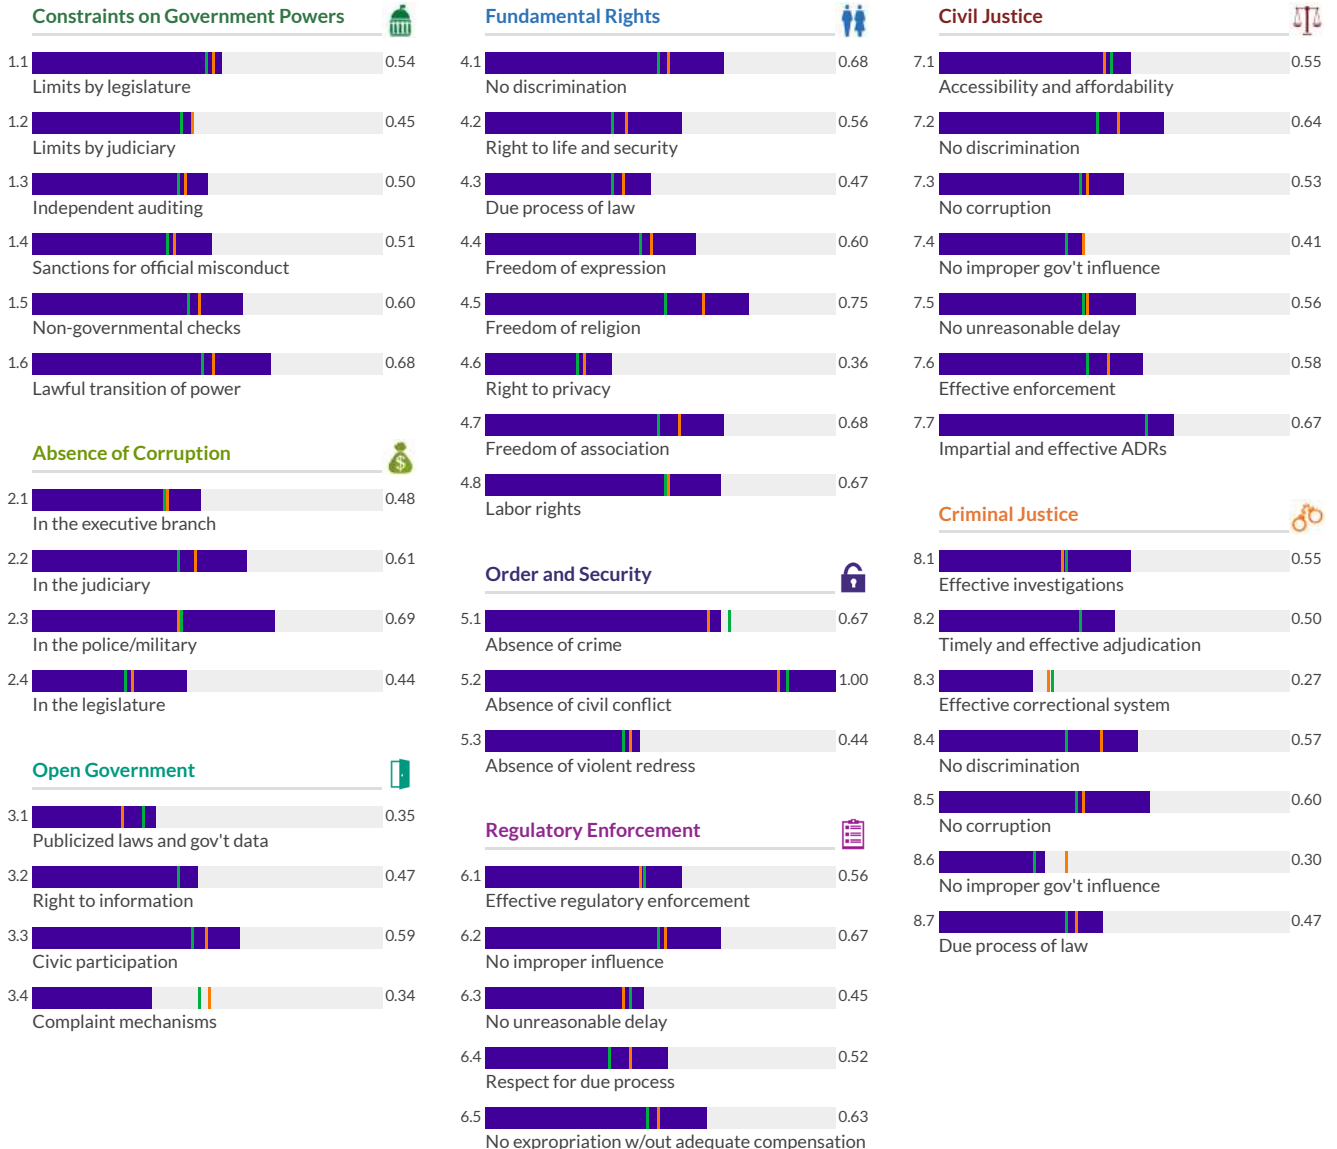 Constraints on Government Powers
1.1 0.54
Limits by legislature
1.2 0.45
Limits by judiciary
1.3 0.50
Independent auditing
1.4 0.51
Sanctions for official misconduct
1.5 0.60
Non-governmental checks
1.6 0.68
Lawful transition of power
Absence of Corruption
2.1 0.48
In the executive branch
2.2 0.61
In the judiciary
2.3 0.69
In the police/military
2.4 0.44
In the legislature
Open Government
3.1 0.35
Publicized laws and gov't data
3.2 0.47
Right to information
3.3 0.59
Civic participation
3.4 0.34
Complaint mechanisms
Fundamental Rights
4.1 0.68
No discrimination
4.2 0.56
Right to life and security
4.3 0.47
Due process of law
4.4 0.60
Freedom of expression
4.5 0.75
Freedom of religion
4.6 0.36
Right to privacy
4.7 0.68
Freedom of association
4.8 0.67
Labor rights
Order and Security
5.1 0.67
Absence of crime
5.2 1.00
Absence of civil conflict
5.3 0.44
Absence of violent redress
Regulatory Enforcement
6.1 0.56
Effective regulatory enforcement
6.2 0.67
No improper influence
6.3 0.45
No unreasonable delay
6.4 0.52
Respect for due process
6.5 0.63
No expropriation w/out adequate compensation
Civil Justice
7.1 0.55
Accessibility and affordability
7.2 0.64
No discrimination
7.3 0.53
No corruption
7.4 0.41
No improper gov't influence
7.5 0.56
No unreasonable delay
7.6 0.58
Effective enforcement
7.7 0.67
Impartial and effective ADRs
Criminal Justice
8.1 0.55
Effective investigations
8.2 0.50
Timely and effective adjudication
8.3 0.27
Effective correctional system
8.4 0.57
No discrimination
8.5 0.60
No corruption
8.6 0.30
No improper gov't influence
8.7 0.47
Due process of law